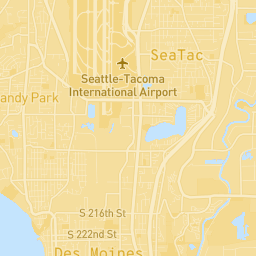 SeaTac
Seattle-Tacoma
International Airport
andy Park
S 216th St
S 222nd St
Des Moines